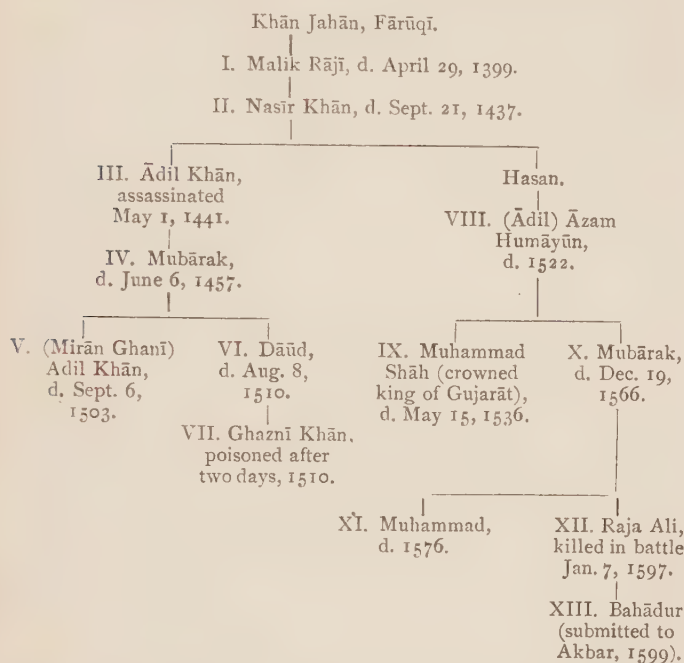 Khān Jahān, Fārūqī.
I. Malik Rājī, d. April 29, 1399.
II. Nasīr Khān, d. Sept. 21, 1437.
III. Ādil Khān,
assassinated
May 1, 1441.
IV. Mubārak,
d. June 6, 1457.
Hasan.
VIII. (Ādil) Āzam
Humāyūn,
d. 1522.
V. (Mirān Ghanī)
Adil Khān,
d. Sept. 6,
1503.
VI. Dāūd,
d. Aug. 8,
1510.
VII. Ghaznī Khān,
poisoned after
two days, 1510.
IX. Muhammad
Shāh (crowned
king of Gujarāt),
d. May 15, 1536.
X. Mubārak,
d. Dec. 19,
1566.
XI. Muhammad,
d. 1576.
XII. Raja Ali,
killed in battle
Jan. 7, 1597.
XIII. Bahādur
(submitted to
Akbar, 1599).